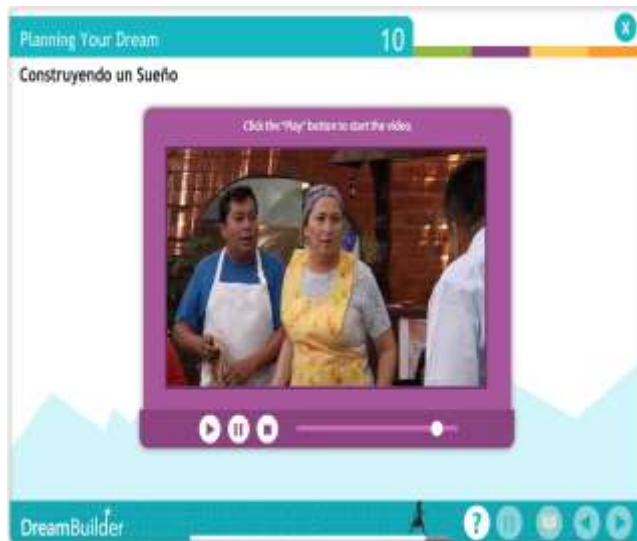 Planning Your Dream 10
X
Construyendo un Sueño
Click the "Play" button to start the video.
DreamBuilder
?